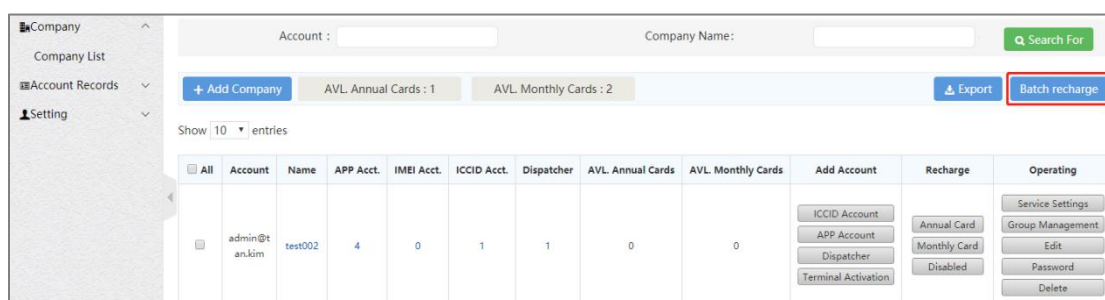 Company
Company List
Account Records
Setting
Account :
Company Name:
Search For
+ Add Company
AVL. Annual Cards : 1
AVL. Monthly Cards : 2
Export
Batch recharge
Show 10 entries
All Account Name APP Acct. IMEI Acct. ICCID Acct. Dispatcher AVL. Annual Cards AVL. Monthly Cards Add Account Recharge Operating
admin@t
an.kim
test002 4 0 1 1 0 0
ICCID Account
APP Account
Dispatcher
Terminal Activation
Annual Card
Monthly Card
Disabled
Service Settings
Group Management
Edit
Password
Delete